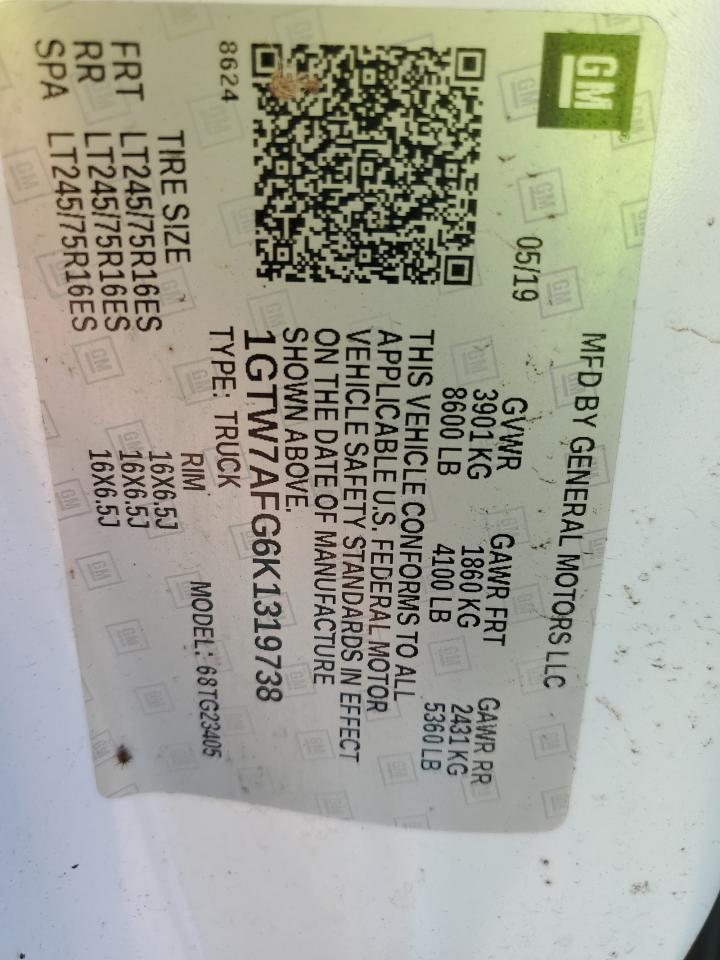 GM
MFD BY GENERAL MOTORS LLC
05/19
GVWR GAWR FRT GAWR RR
3901 KG 1860 KG 2431 KG
8600 LB 4100 LB 5360 LB
THIS VEHICLE CONFORMS TO ALL
APPLICABLE U.S. FEDERAL MOTOR
VEHICLE SAFETY STANDARDS IN EFFECT
ON THE DATE OF MANUFACTURE
SHOWN ABOVE.
1GTW7AFG6K1319738
8624
TYPE: TRUCK MODEL: 68TG23405
TIRE SIZE RIM
FRT LT245/75R16ES 16X6.5J
RR LT245/75R16ES 16X6.5J
SPA LT245/75R16ES 16X6.5J